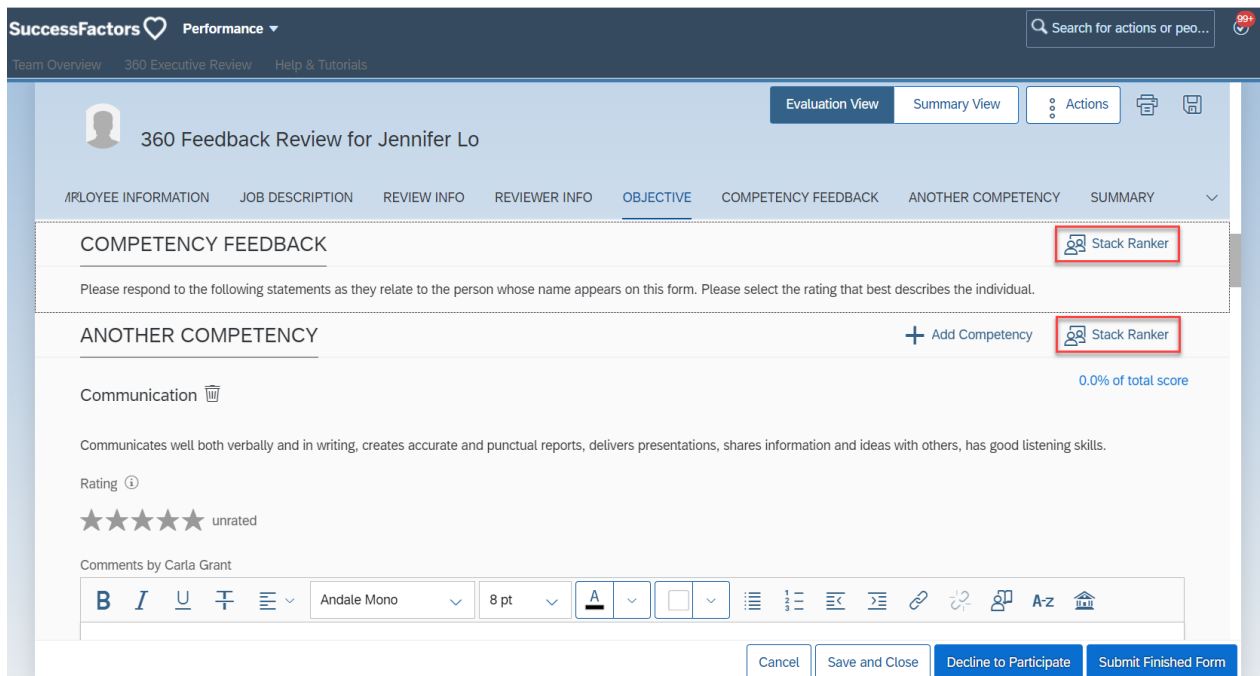 SuccessFactors Performance
Search for actions or peo...
99+
Team Overview 360 Executive Review Help & Tutorials
Evaluation View Summary View Actions
360 Feedback Review for Jennifer Lo
JOB DESCRIPTION REVIEW INFO REVIEWER INFO OBJECTIVE COMPETENCY FEEDBACK ANOTHER COMPETENCY SUMMARY
INFORMATION
COMPETENCY FEEDBACK
Stack Ranker
Please respond to the following statements as they relate to the person whose name appears on this form. Please select the rating that best describes the individual.
ANOTHER COMPETENCY
Add Competency Stack Ranker
0.0% of total score
Communication
Communicates well both verbally and in writing, creates accurate and punctual reports, delivers presentations, shares information and ideas with others, has good listening skills.
Rating
unrated
Comments by Carla Grant
B I U T Andale Mono 8 pt A A-Z
Cancel Save and Close Decline to Participate Submit Finished Form